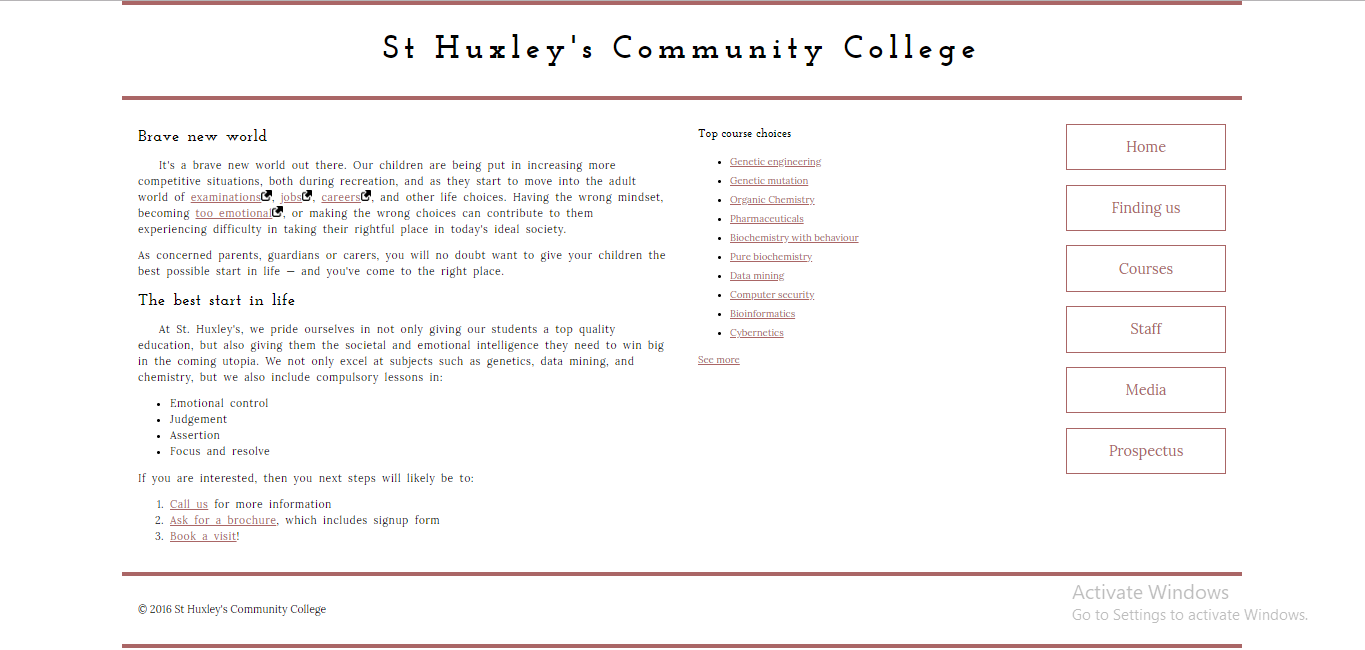 St Huxley's Community College
Brave new world
It's a brave new world out there. Our children are being put in increasing more
competitive situations, both during recreation, and as they start to move into the adult
world of examinations, jobs, careers, and other life choices. Having the wrong mindset,
becoming too emotional, or making the wrong choices can contribute to them
experiencing difficulty in taking their rightful place in today's ideal society.
As concerned parents, guardians or carers, you will no doubt want to give your children the
best possible start in life — and you've come to the right place.
The best start in life
At St. Huxley's, we pride ourselves in not only giving our students a top quality
education, but also giving them the societal and emotional intelligence they need to win big
in the coming utopia. We not only excel at subjects such as genetics, data mining, and
chemistry, but we also include compulsory lessons in:
• Emotional control
• Judgement
• Assertion
• Focus and resolve
If you are interested, then you next steps will likely be to:
1. Call us for more information
2. Ask for a brochure, which includes signup form
3. Book a visit!
Top course choices
• Genetic engineering
• Genetic mutation
• Organic Chemistry
• Pharmaceuticals
• Biochemistry with behaviour
• Pure biochemistry
• Data mining
• Computer security
• Bioinformatics
• Cybernetics
See more
Home
Finding us
Courses
Staff
Media
Prospectus
© 2016 St Huxley's Community College
Activate Windows
Go to Settings to activate Windows.